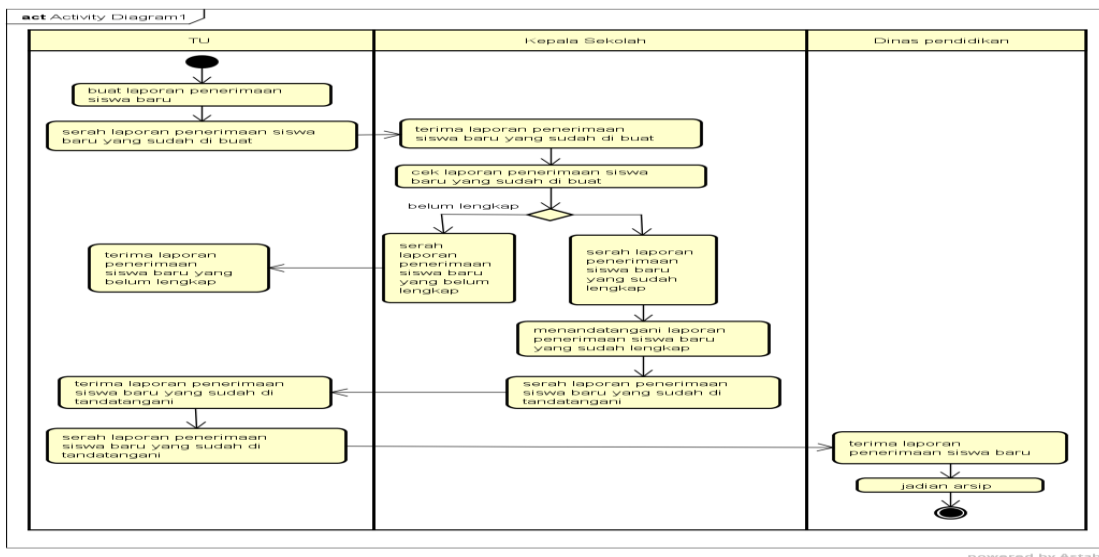 act Activity Diagram1
TU
Kepala Sekolah
Dinas pendidikan
buat laporan penerimaan
siswa baru
serah laporan penerimaan siswa
baru yang sudah di buat
terima laporan penerimaan
siswa baru yang sudah di buat
cek laporan penerimaan siswa
baru yang sudah di buat
belum lengkap
serah
laporan
penerimaan
siswa baru
yang belum
lengkap
serah laporan
penerimaan
siswa baru
yang sudah
lengkap
terima laporan
penerimaan
siswa baru yang
belum lengkap
menandatangani laporan
penerimaan siswa baru
yang sudah lengkap
serah laporan penerimaan
siswa baru yang sudah di
tandatangani
terima laporan penerimaan
siswa baru yang sudah di
tandatangani
serah laporan penerimaan
siswa baru yang sudah di
tandatangani
terima laporan
penerimaan siswa baru
jadian arsip
powered by Astah